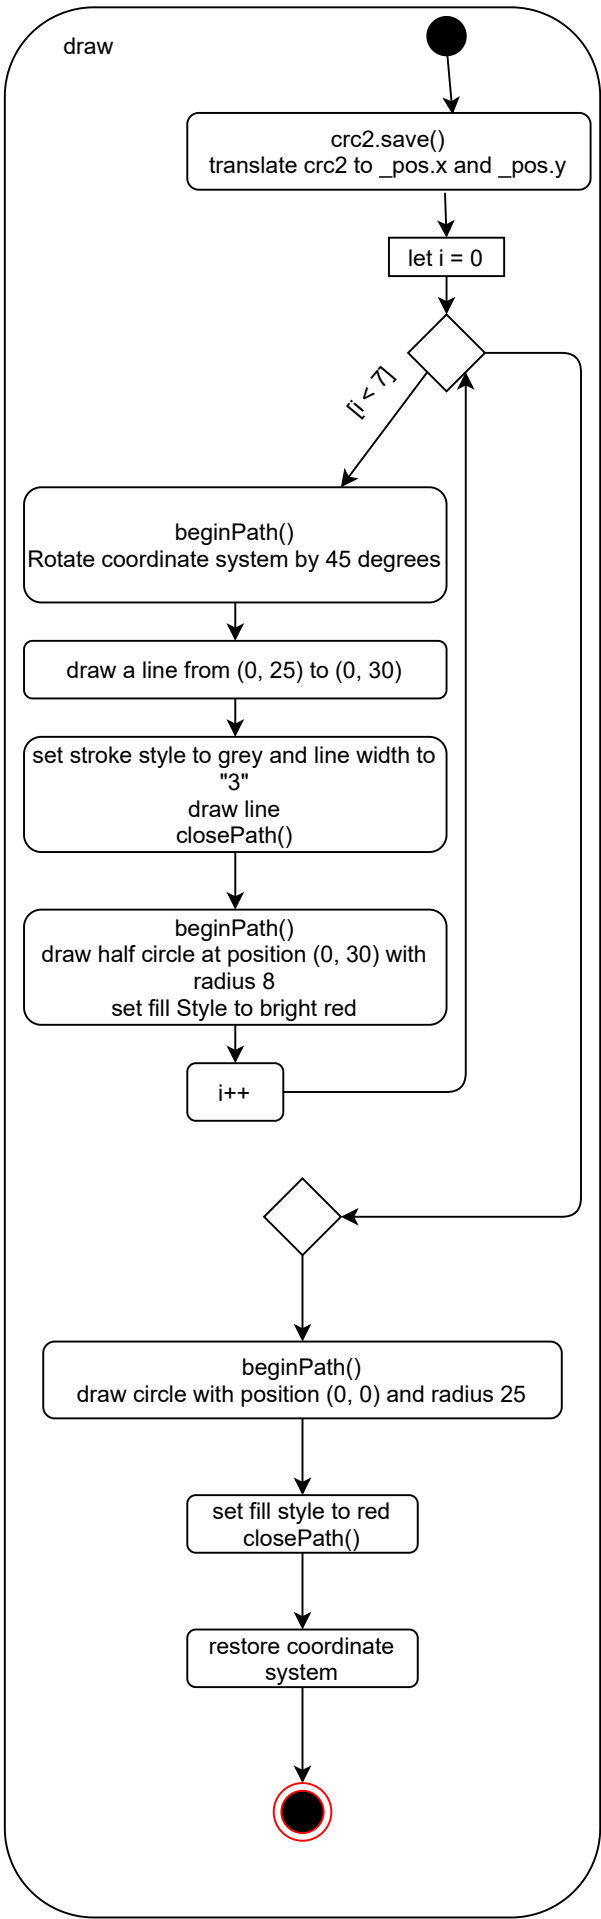 draw
crc2.save()
translate crc2 to _pos.x and _pos.y
let i = 0
[i < 7]
beginPath()
Rotate coordinate system by 45 degrees
draw a line from (0, 25) to (0, 30)
set stroke style to grey and line width to
"3"
draw line
closePath()
beginPath()
draw half circle at position (0, 30) with
radius 8
set fill Style to bright red
i++
beginPath()
draw circle with position (0, 0) and radius 25
set fill style to red
closePath()
restore coordinate
system